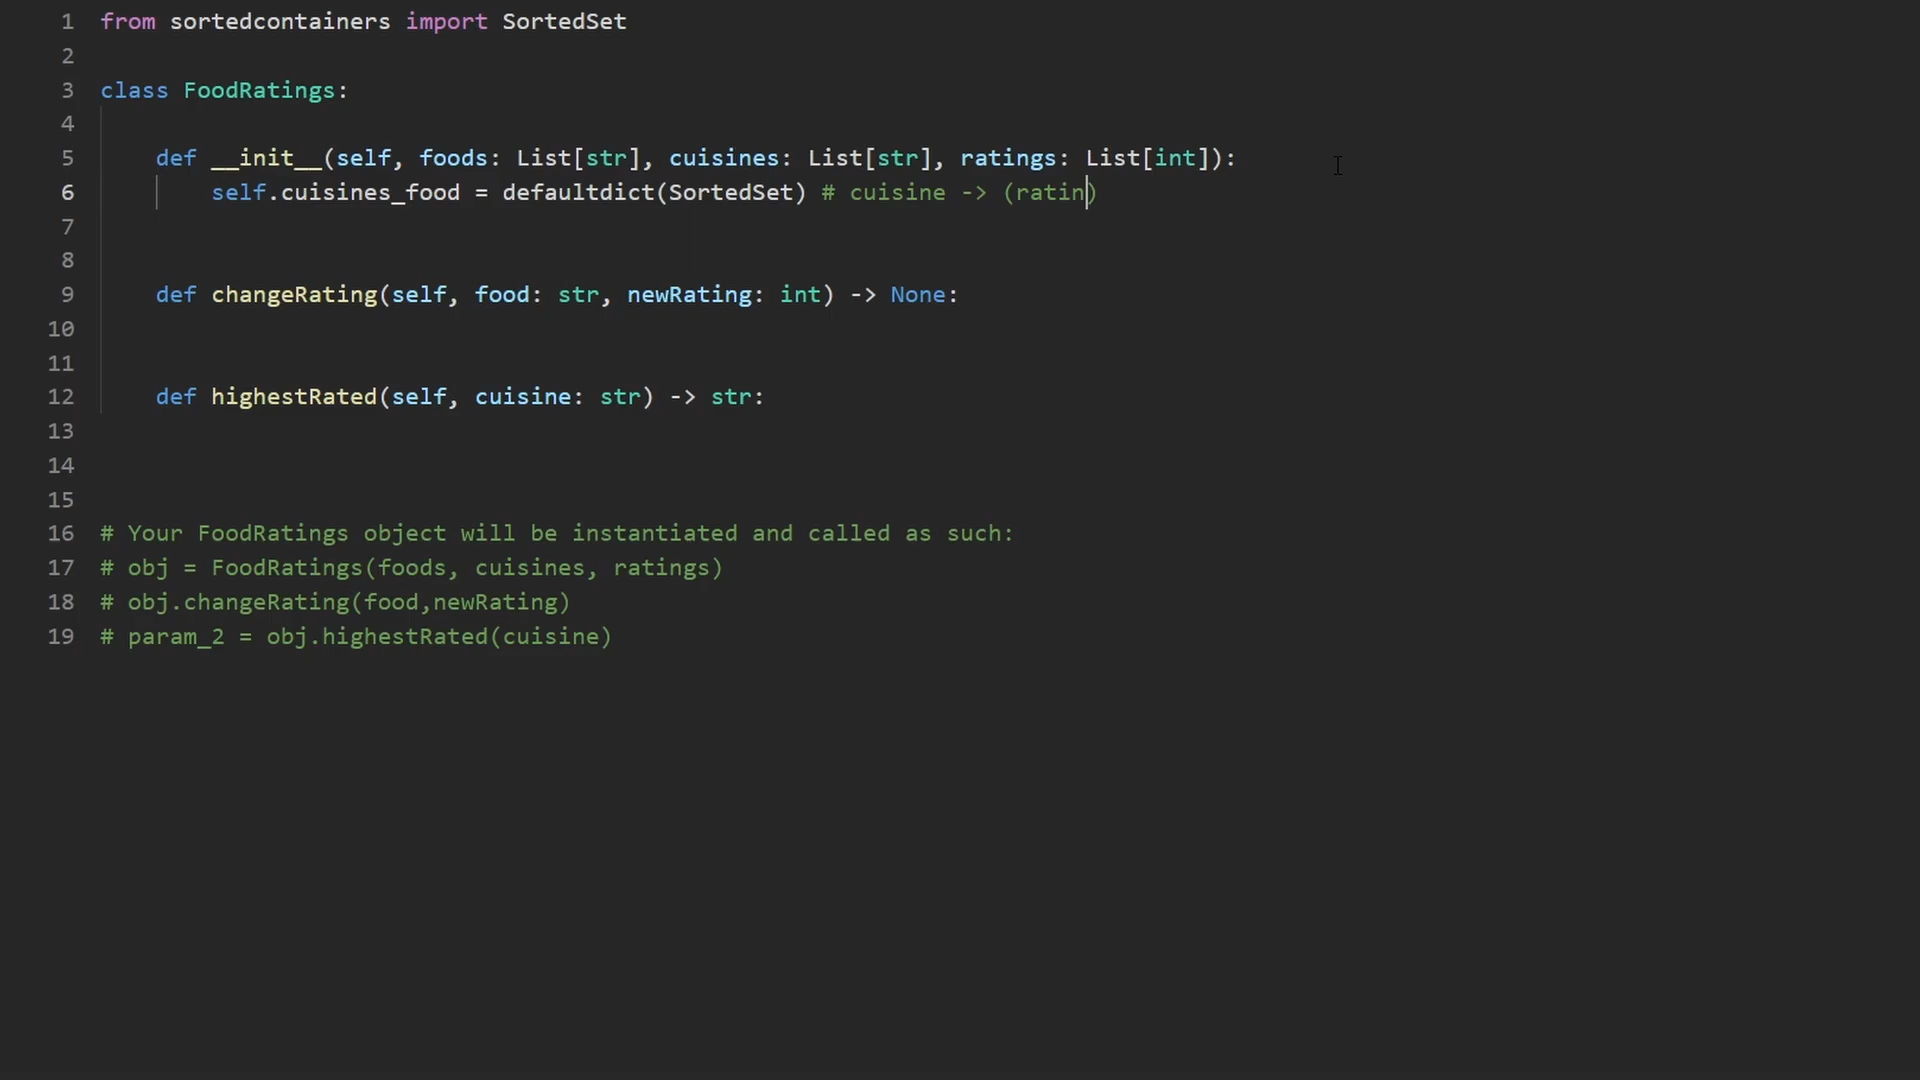 1 from sortedcontainers import SortedSet
2
3 class FoodRatings:
4
5     def __init__(self, foods: List[str], cuisines: List[str], ratings: List[int]):
6         self.cuisines_food = defaultdict(SortedSet) # cuisine -> (ratin)
7
8
9     def changeRating(self, food: str, newRating: int) -> None:
10
11
12     def highestRated(self, cuisine: str) -> str:
13
14
15
16 # Your FoodRatings object will be instantiated and called as such:
17 # obj = FoodRatings(foods, cuisines, ratings)
18 # obj.changeRating(food,newRating)
19 # param_2 = obj.highestRated(cuisine)